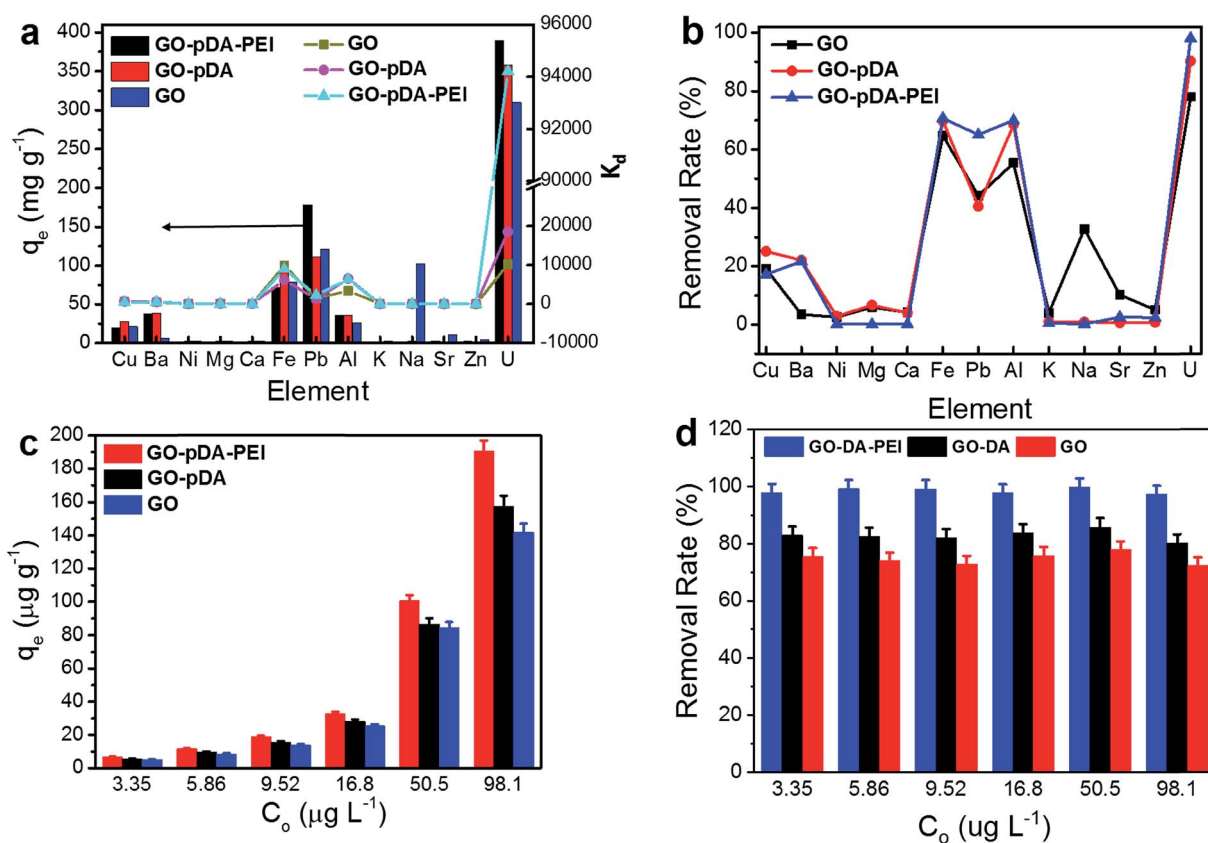 a
GO-pDA-PEI
GO-pDA
GO
GO
GO-pDA
GO-pDA-PEI
400
350
300
250
200
150
100
50
0
qe (mg g⁻¹)
96000
94000
92000
90000
20000
10000
0
-10000
Kd
Cu Ba Ni Mg Ca Fe Pb Al K Na Sr Zn U
Element
b
GO
GO-pDA
GO-pDA-PEI
100
80
60
40
20
0
Removal Rate (%)
Cu Ba Ni Mg Ca Fe Pb Al K Na Sr Zn U
Element
c
GO-pDA-PEI
GO-pDA
GO
200
180
160
140
120
100
80
60
40
20
0
qe (μg g⁻¹)
3.35 5.86 9.52 16.8 50.5 98.1
Co (μg L⁻¹)
d
GO-DA-PEI GO-DA GO
120
100
80
60
40
20
0
Removal Rate (%)
3.35 5.86 9.52 16.8 50.5 98.1
Co (ug L⁻¹)